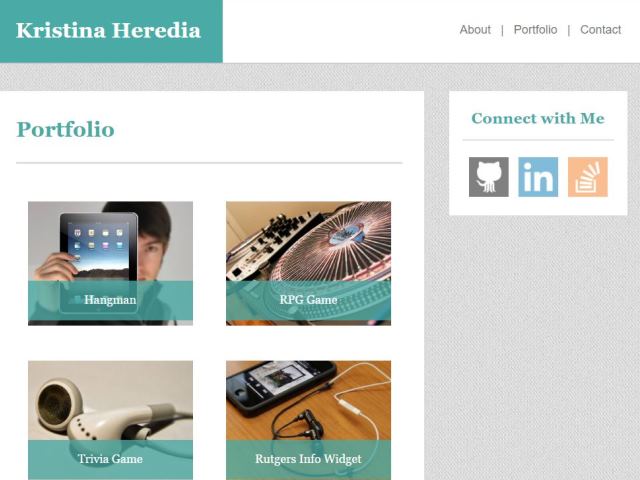 Kristina Heredia
About | Portfolio | Contact
Portfolio
Connect with Me
in
Hangman
RPG Game
Trivia Game
Rutgers Info Widget